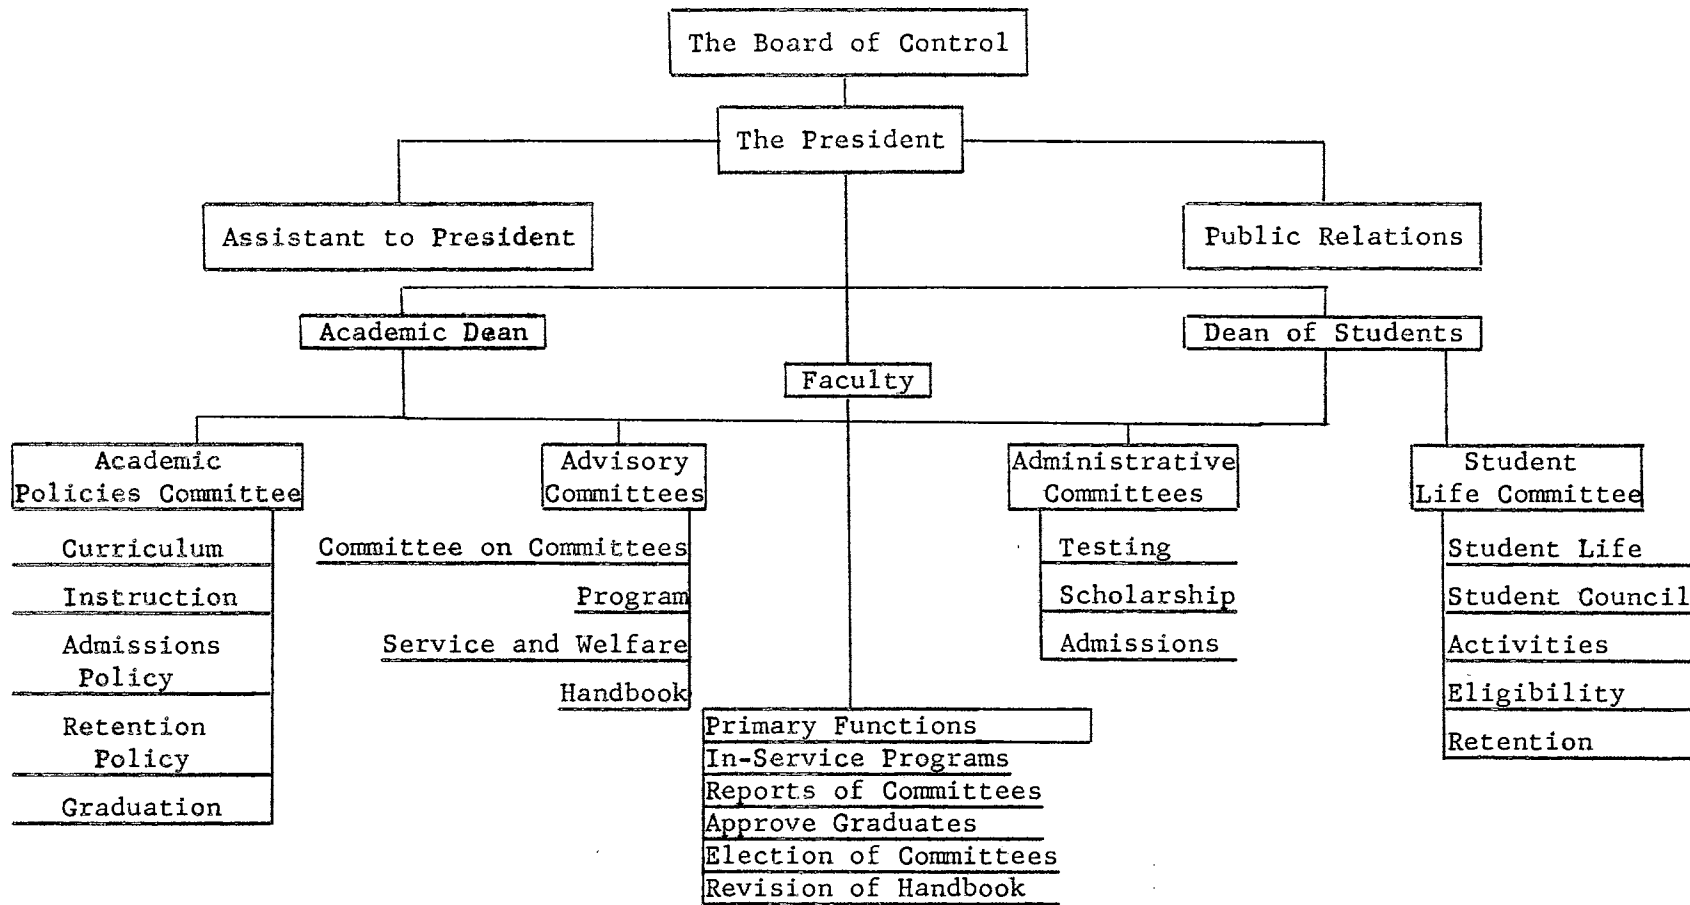 The Board of Control
The President
Assistant to President
Public Relations
Academic Dean
Dean of Students
Faculty
Academic
Policies Committee
Curriculum
Instruction
Admissions
Policy
Retention
Policy
Graduation
Advisory
Committees
Committee on Committees
Program
Service and Welfare
Handbook
Administrative
Committees
Testing
Scholarship
Admissions
Student
Life Committee
Student Life
Student Council
Activities
Eligibility
Retention
Primary Functions
In-Service Programs
Reports of Committees
Approve Graduates
Election of Committees
Revision of Handbook